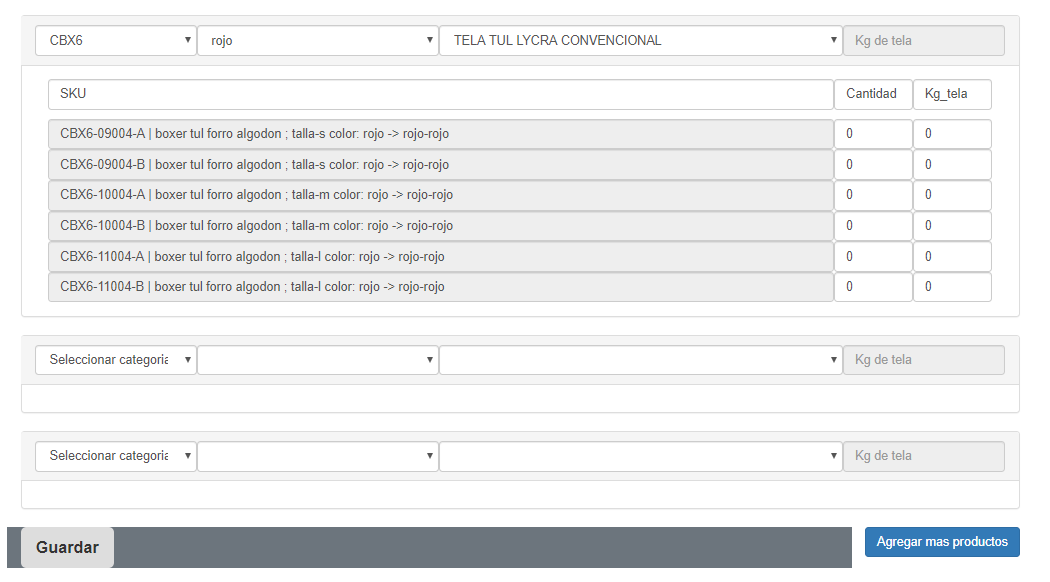 CBX6 rojo TELA TUL LYCRA CONVENCIONAL Kg de tela
SKU Cantidad Kg_tela
CBX6-09004-A | boxer tul forro algodon ; talla-s color: rojo -> rojo-rojo 0 0
CBX6-09004-B | boxer tul forro algodon ; talla-s color: rojo -> rojo-rojo 0 0
CBX6-10004-A | boxer tul forro algodon ; talla-m color: rojo -> rojo-rojo 0 0
CBX6-10004-B | boxer tul forro algodon ; talla-m color: rojo -> rojo-rojo 0 0
CBX6-11004-A | boxer tul forro algodon ; talla-l color: rojo -> rojo-rojo 0 0
CBX6-11004-B | boxer tul forro algodon ; talla-l color: rojo -> rojo-rojo 0 0
Seleccionar categoria Kg de tela
Seleccionar categoria Kg de tela
Guardar Agregar mas productos